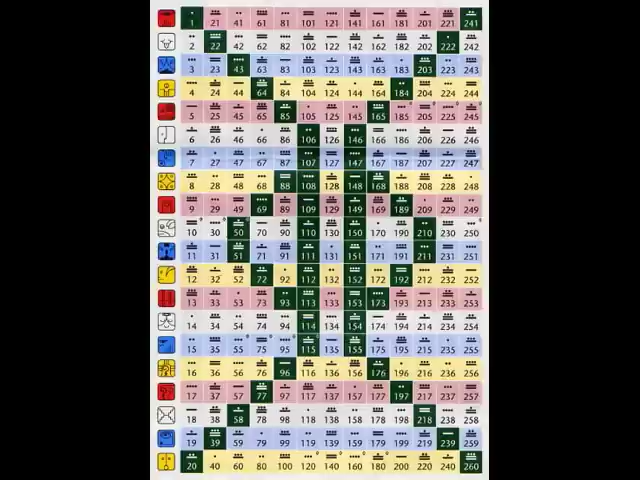 1 21 41 61 81 101 121 141 161 181 201 221 241
2 22 42 62 82 102 122 142 162 182 202 222 242
3 23 43 63 83 103 123 143 163 183 203 223 243
4 24 44 64 84 104 124 144 164 184 204 224 244
5 25 45 65 85 105 125 145 165 185 205 225 245
6 26 46 66 86 106 126 146 166 186 206 226 246
7 27 47 67 87 107 127 147 167 187 207 227 247
8 28 48 68 88 108 128 148 168 188 208 228 248
9 29 49 69 89 109 129 149 169 189 209 229 249
10 30 50 70 90 110 130 150 170 190 210 230 250
11 31 51 71 91 111 131 151 171 191 211 231 251
12 32 52 72 92 112 132 152 172 192 212 232 252
13 33 53 73 93 113 133 153 173 193 213 233 253
14 34 54 74 94 114 134 154 174 194 214 234 254
15 35 55 75 95 115 135 155 175 195 215 235 255
16 36 56 76 96 116 136 156 176 196 216 236 256
17 37 57 77 97 117 137 157 177 197 217 237 257
18 38 58 78 98 118 138 158 178 198 218 238 258
19 39 59 79 99 119 139 159 179 199 219 239 259
20 40 60 80 100 120 140 160 180 200 220 240 260